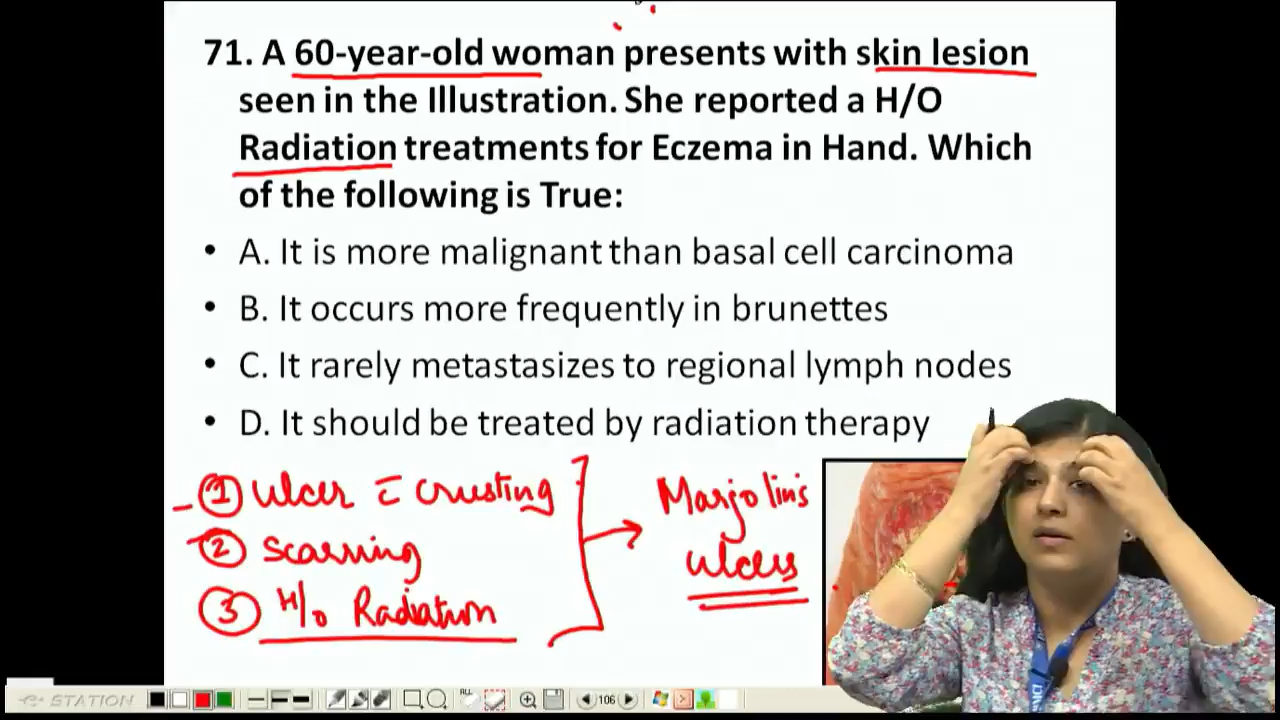 71. A 60-year-old woman presents with skin lesion
seen in the Illustration. She reported a H/O
Radiation treatments for Eczema in Hand. Which
of the following is True:
• A. It is more malignant than basal cell carcinoma
• B. It occurs more frequently in brunettes
• C. It rarely metastasizes to regional lymph nodes
• D. It should be treated by radiation therapy
① ulcer c̄ crusting
② scarring
③ H/o Radiation
Marjolin's
ulcers
STATION
106